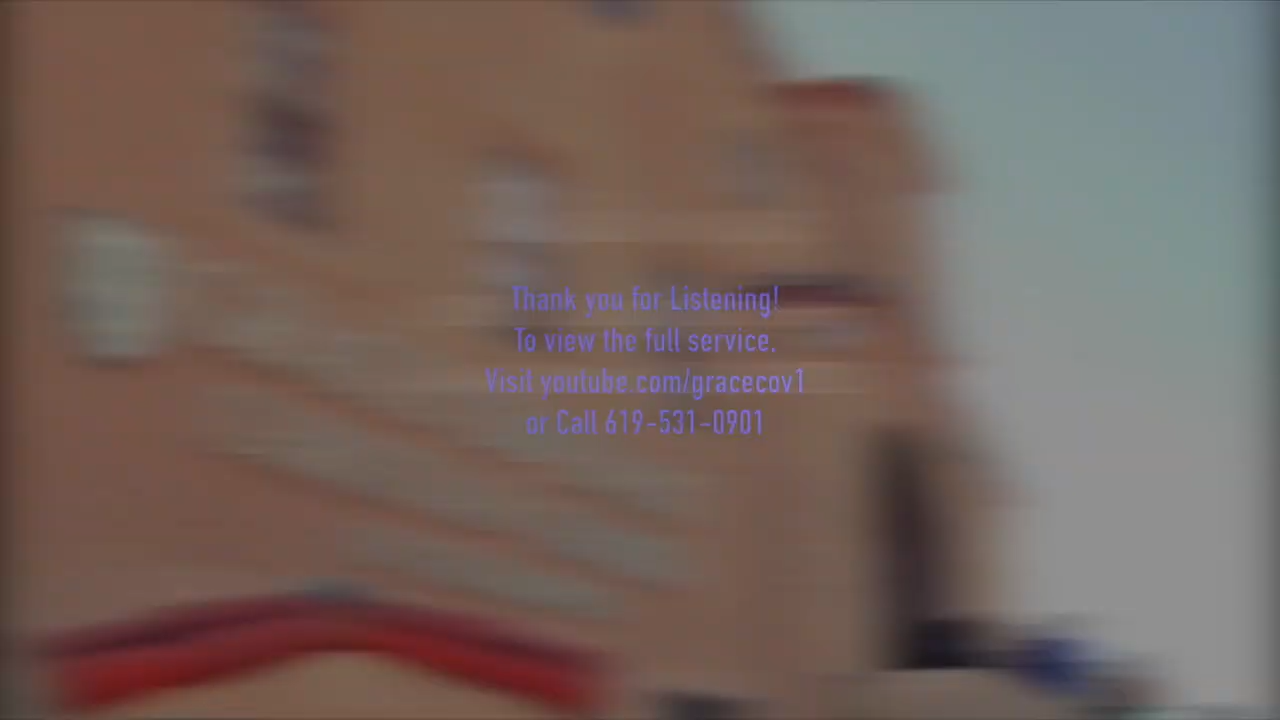 Thank you for Listening!
To view the full service.
Visit youtube.com/gracecov1
or Call 619-531-0901